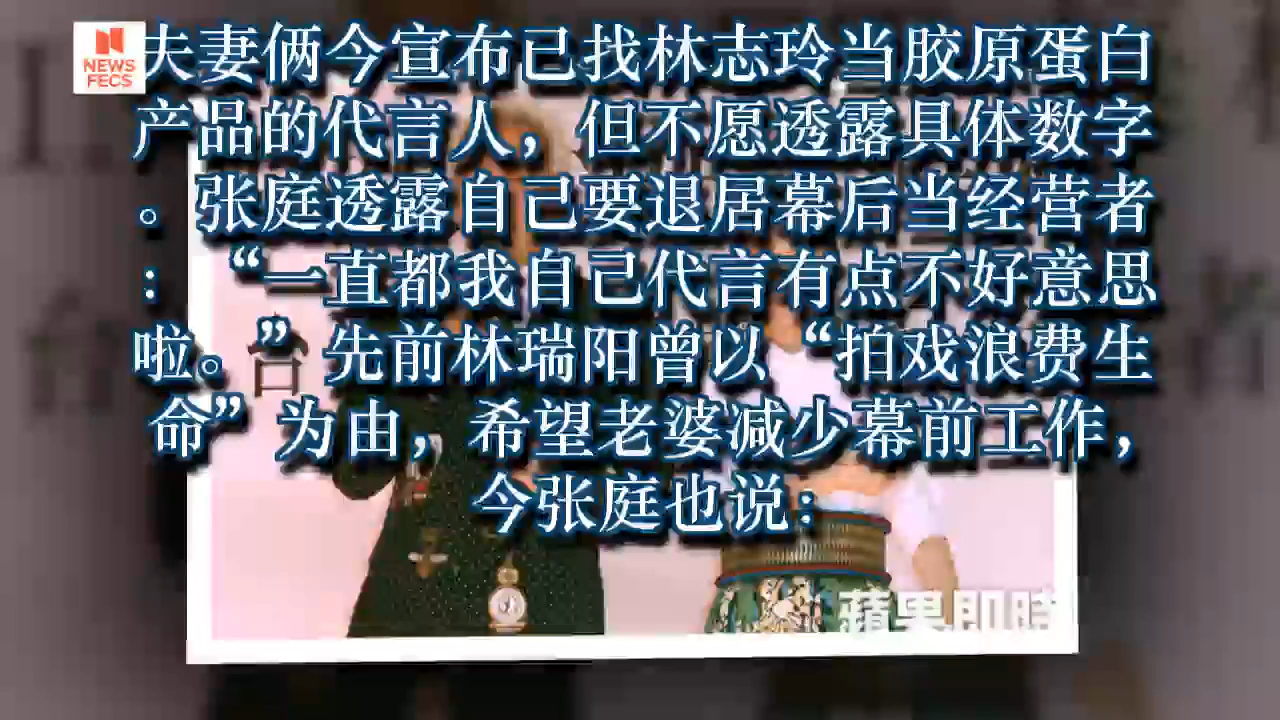 NEWS
FECS
夫妻俩今宣布已找林志玲当胶原蛋白
产品的代言人，但不愿透露具体数字
。张庭透露自己要退居幕后当经营者
：“一直都我自己代言有点不好意思
啦。”先前林瑞阳曾以“拍戏浪费生
命”为由，希望老婆减少幕前工作，
今张庭也说：
蘋果即時